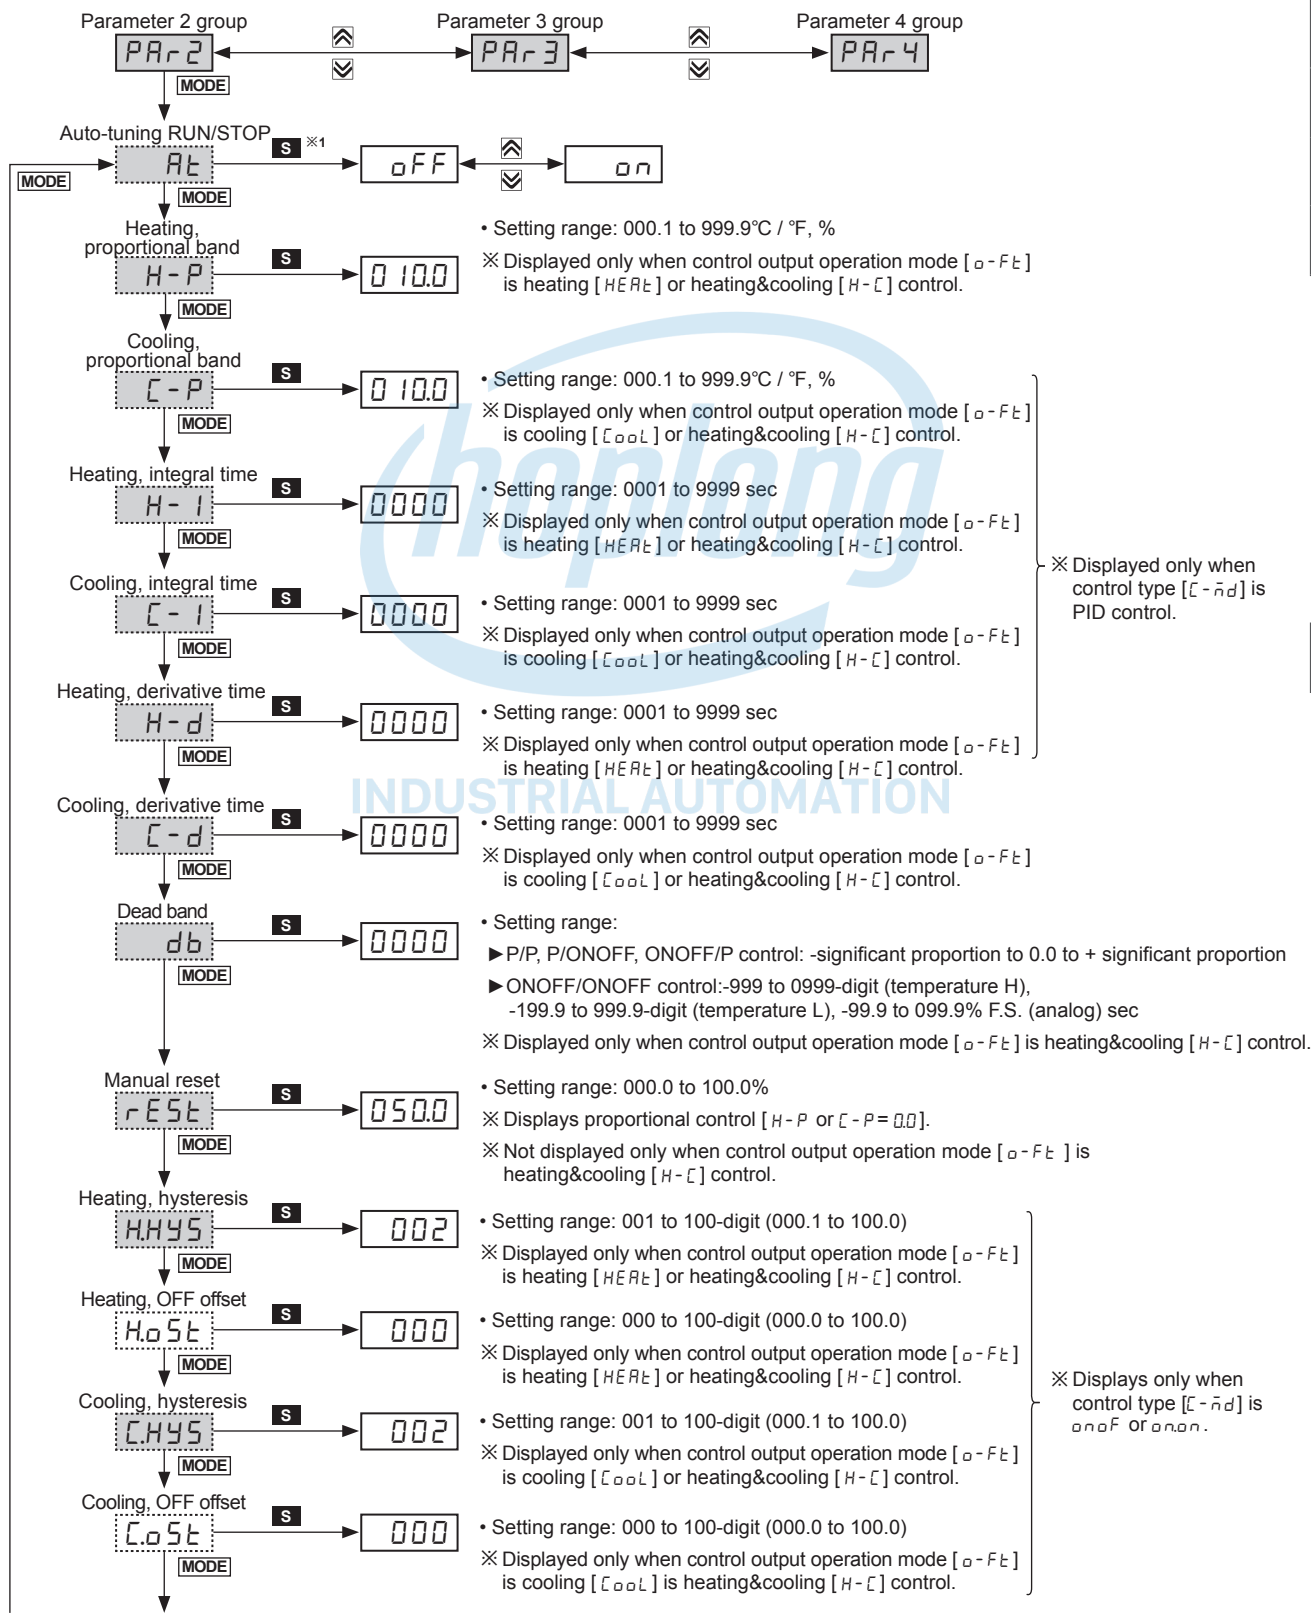 Parameter 2 group Parameter 3 group Parameter 4 group
PAr2 PAr3 PAr4
MODE
Auto-tuning RUN/STOP
MODE At S ※1 oFF on
MODE
Heating,
proportional band
H-P S 010.0
• Setting range: 000.1 to 999.9°C / °F, %
※ Displayed only when control output operation mode [ o-Ft ]
is heating [ HEAt ] or heating&cooling [ H-C ] control.
MODE
Cooling,
proportional band
C-P S 010.0
• Setting range: 000.1 to 999.9°C / °F, %
※ Displayed only when control output operation mode [ o-Ft ]
is cooling [ CooL ] or heating&cooling [ H-C ] control.
MODE
Heating, integral time
H-I S 0000
• Setting range: 0001 to 9999 sec
※ Displayed only when control output operation mode [ o-Ft ]
is heating [ HEAt ] or heating&cooling [ H-C ] control.
MODE
Cooling, integral time
C-I S 0000
• Setting range: 0001 to 9999 sec
※ Displayed only when control output operation mode [ o-Ft ]
is cooling [ CooL ] or heating&cooling [ H-C ] control.
MODE
Heating, derivative time
H-d S 0000
• Setting range: 0001 to 9999 sec
※ Displayed only when control output operation mode [ o-Ft ]
is heating [ HEAt ] or heating&cooling [ H-C ] control.
MODE
※ Displayed only when
control type [C-md] is
PID control.
hoplong
INDUSTRIAL AUTOMATION
Cooling, derivative time
C-d S 0000
• Setting range: 0001 to 9999 sec
※ Displayed only when control output operation mode [ o-Ft ]
is cooling [ CooL ] or heating&cooling [ H-C ] control.
MODE
Dead band
db S 0000
• Setting range:
►P/P, P/ONOFF, ONOFF/P control: -significant proportion to 0.0 to + significant proportion
►ONOFF/ONOFF control:-999 to 0999-digit (temperature H),
-199.9 to 999.9-digit (temperature L), -99.9 to 099.9% F.S. (analog) sec
※ Displayed only when control output operation mode [ o-Ft ] is heating&cooling [ H-C ] control.
MODE
Manual reset
rESt S 050.0
• Setting range: 000.0 to 100.0%
※ Displays proportional control [ H-P or C-P= 0.0 ].
※ Not displayed only when control output operation mode [ o-Ft ] is
heating&cooling [ H-C ] control.
MODE
Heating, hysteresis
H.HYS S 002
• Setting range: 001 to 100-digit (000.1 to 100.0)
※ Displayed only when control output operation mode [ o-Ft ]
is heating [ HEAt ] or heating&cooling [ H-C ] control.
MODE
Heating, OFF offset
H.oSt S 000
• Setting range: 000 to 100-digit (000.0 to 100.0)
※ Displayed only when control output operation mode [ o-Ft ]
is heating [ HEAt ] or heating&cooling [ H-C ] control.
MODE
Cooling, hysteresis
C.HYS S 002
• Setting range: 001 to 100-digit (000.1 to 100.0)
※ Displayed only when control output operation mode [ o-Ft ]
is cooling [ CooL ] or heating&cooling [ H-C ] control.
MODE
Cooling, OFF offset
C.oSt S 000
• Setting range: 000 to 100-digit (000.0 to 100.0)
※ Displayed only when control output operation mode [ o-Ft ]
is cooling [ CooL ] is heating&cooling [ H-C ] control.
MODE
※ Displays only when
control type [C-md] is
onoF or on.on.